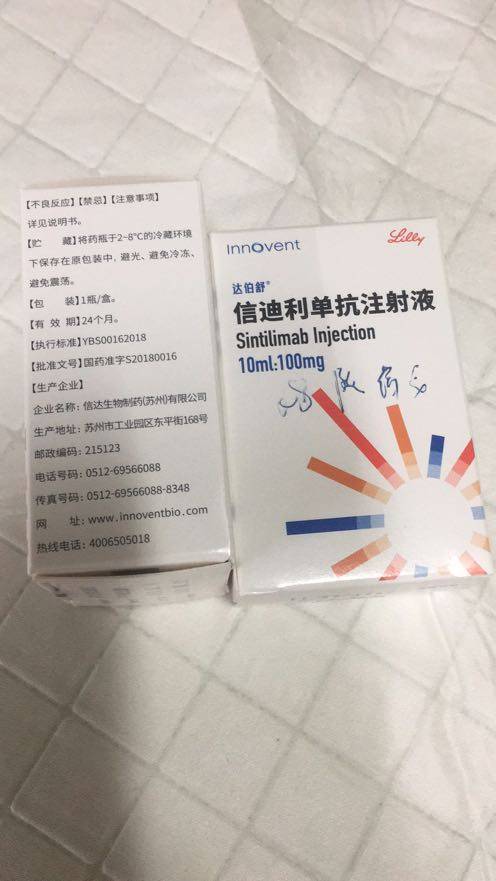 【不良反应】【禁忌】【注意事项】
详见说明书。
【贮 藏】将药瓶于2~8℃的冷藏环境
下保存在原包装中，避光、避免冷冻、
避免震荡。
【包 装】1瓶/盒。
【有 效 期】24个月。
【执行标准】YBS00162018
【批准文号】国药准字S20180016
【生产企业】
企业名称：信达生物制药(苏州)有限公司
生产地址：苏州市工业园区东平街168号
邮政编码：215123
电话号码：0512-69566088
传真号码：0512-69566088-8348
网 址：www.innoventbio.com
热线电话：4006505018
Innovent
Lilly
达伯舒®
信迪利单抗注射液
Sintilimab Injection
10ml:100mg